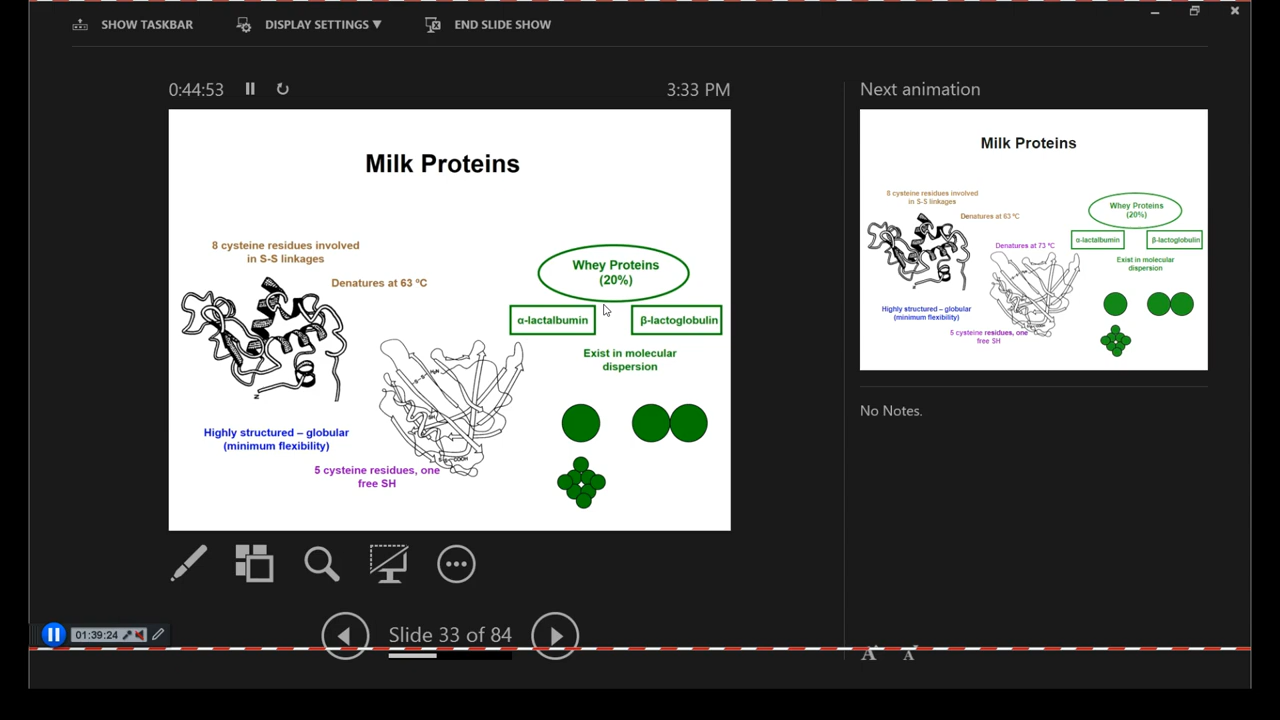 SHOW TASKBAR
DISPLAY SETTINGS ▼
END SLIDE SHOW
0:44:53
3:33 PM
Milk Proteins
8 cysteine residues involved
in S-S linkages
Denatures at 63 ºC
Whey Proteins
(20%)
α-lactalbumin
β-lactoglobulin
Exist in molecular
dispersion
Highly structured – globular
(minimum flexibility)
5 cysteine residues, one
free SH
Next animation
Milk Proteins
8 cysteine residues involved
in S-S linkages
Denatures at 63 ºC
Whey Proteins
(20%)
α-lactalbumin
β-lactoglobulin
Denatures at 73 ºC
Exist in molecular
dispersion
Highly structured – globular
(minimum flexibility)
5 cysteine residues, one
free SH
No Notes.
01:39:24
Slide 33 of 84
A A